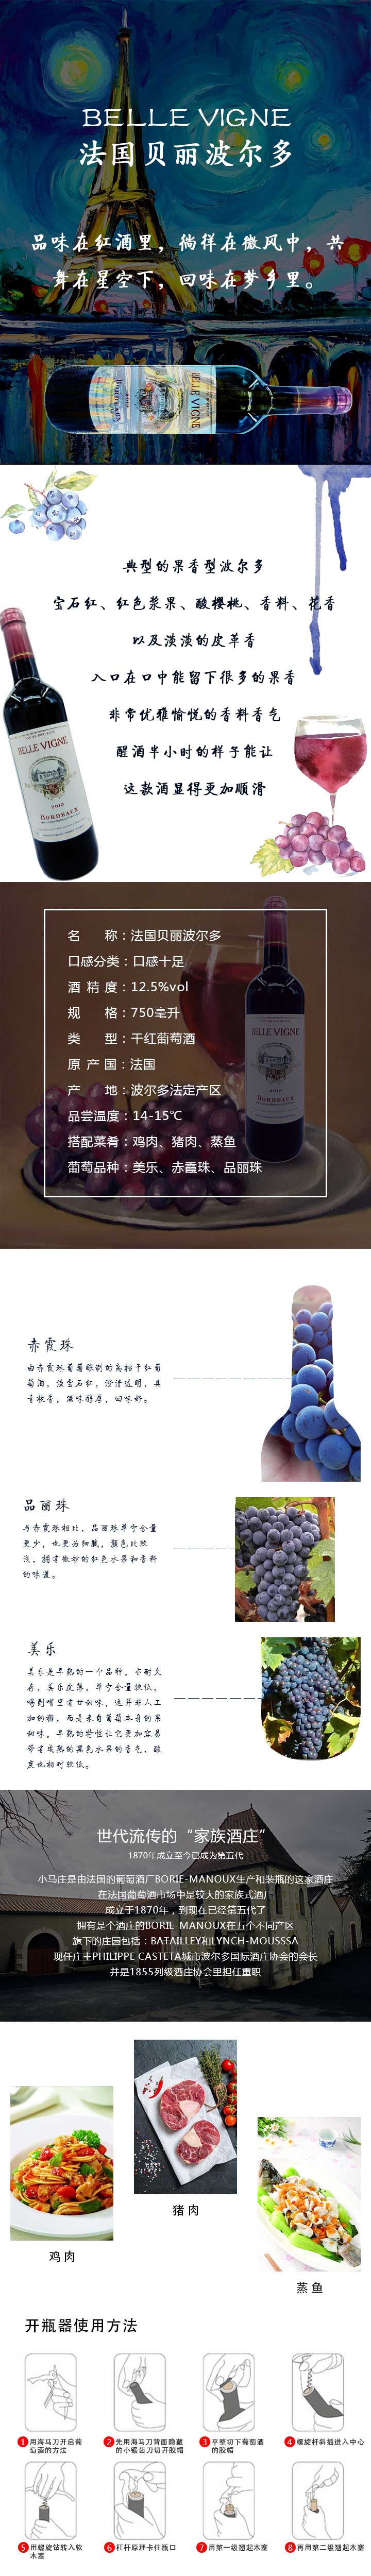 BELLE VIGNE
法国贝丽波尔多
品味在红酒里，徜徉在微风中，共
舞在星空下，回味在梦乡里。
BELLE VIGNE
BORDEAUX
典型的果香型波尔多
宝石红、红色浆果、酸樱桃、香料、花香
以及淡淡的皮革香
入口在口中能留下很多的果香
非常优雅愉悦的香料香气
醒酒半小时的样子能让
这款酒显得更加顺滑
BELLE VIGNE
2010
BORDEAUX
名 称：法国贝丽波尔多
口感分类：口感十足
酒 精 度：12.5%vol
规 格：750毫升
类 型：干红葡萄酒
原 产 国：法国
产 地：波尔多法定产区
品尝温度：14-15℃
搭配菜肴：鸡肉、猪肉、蒸鱼
葡萄品种：美乐、赤霞珠、品丽珠
BELLE VIGNE
2010
BORDEAUX
赤霞珠
由赤霞珠葡萄酿制的高档干红葡
萄酒，淡宝石红，澄清透明，具
青梗香，酒味醇厚，回味好。
品丽珠
与赤霞珠相比，品丽珠单宁含量
更少，也更为细腻，颜色比较
浅，拥有微妙的红色水果和香料
的味道。
美乐
美乐是早熟的一个品种，不耐久
存，美乐皮薄，单宁含量较低，
喝到嘴里有甘甜味，这并非人工
加的糖，而是来自葡萄本身的果
甜味，早熟的特性让它更加容易
带有成熟的黑色水果的香气，酸
度也相对较低。
世代流传的“家族酒庄”
1870年成立至今已成为第五代
小马庄是由法国的葡萄酒厂BORIE-MANOUX生产和装瓶的这家酒庄
在法国葡萄酒市场中是较大的家族式酒厂
成立于1870年，到现在已经第五代了
拥有是个酒庄的BORIE-MANOUX在五个不同产区
旗下的庄园包括：BATAILLEY和LYNCH-MOUSSSA
现任庄主PHILIPPE CASTETA城市波尔多国际酒庄协会的会长
并是1855列级酒庄协会里担任重职
猪肉
鸡肉
蒸鱼
开瓶器使用方法
1 用海马刀开启葡
萄酒的方法
2 先用海马刀背面隐藏
的小锯齿刀切开胶帽
3 平整切下葡萄酒
的胶帽
4 螺旋杆斜插进入中心
5 用螺旋钻转入软
木塞
6 杠杆原理卡住瓶口
7 用第一级翘起木塞
8 再用第二级翘起木塞